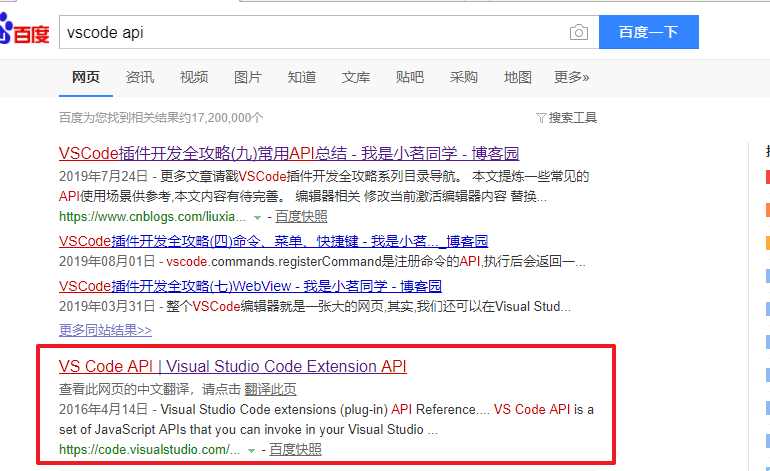 百度
vscode api
百度一下
网页 资讯 视频 图片 知道 文库 贴吧 采购 地图 更多»
百度为您找到相关结果约17,200,000个
搜索工具
VSCode插件开发全攻略(九)常用API总结 - 我是小茗同学 - 博客园
2019年7月24日 - 更多文章请戳VSCode插件开发全攻略系列目录导航。 本文提炼一些常见的
API使用场景供参考,本文内容有待完善。 编辑器相关 修改当前激活编辑器内容 替换...
https://www.cnblogs.com/liuxia... - 百度快照
VSCode插件开发全攻略(四)命令、菜单、快捷键 - 我是小茗..._博客园
2019年08月01日 - vscode.commands.registerCommand是注册命令的API,执行后会返回一...
VSCode插件开发全攻略(七)WebView - 我是小茗同学 - 博客园
2019年03月31日 - 整个VSCode编辑器就是一张大的网页,其实,我们还可以在Visual Stud...
更多同站结果>>
VS Code API | Visual Studio Code Extension API
查看此网页的中文翻译，请点击 翻译此页
2016年4月14日 - Visual Studio Code extensions (plug-in) API Reference.... VS Code API is a
set of JavaScript APIs that you can invoke in your Visual Studio ...
https://code.visualstudio.com/... - 百度快照